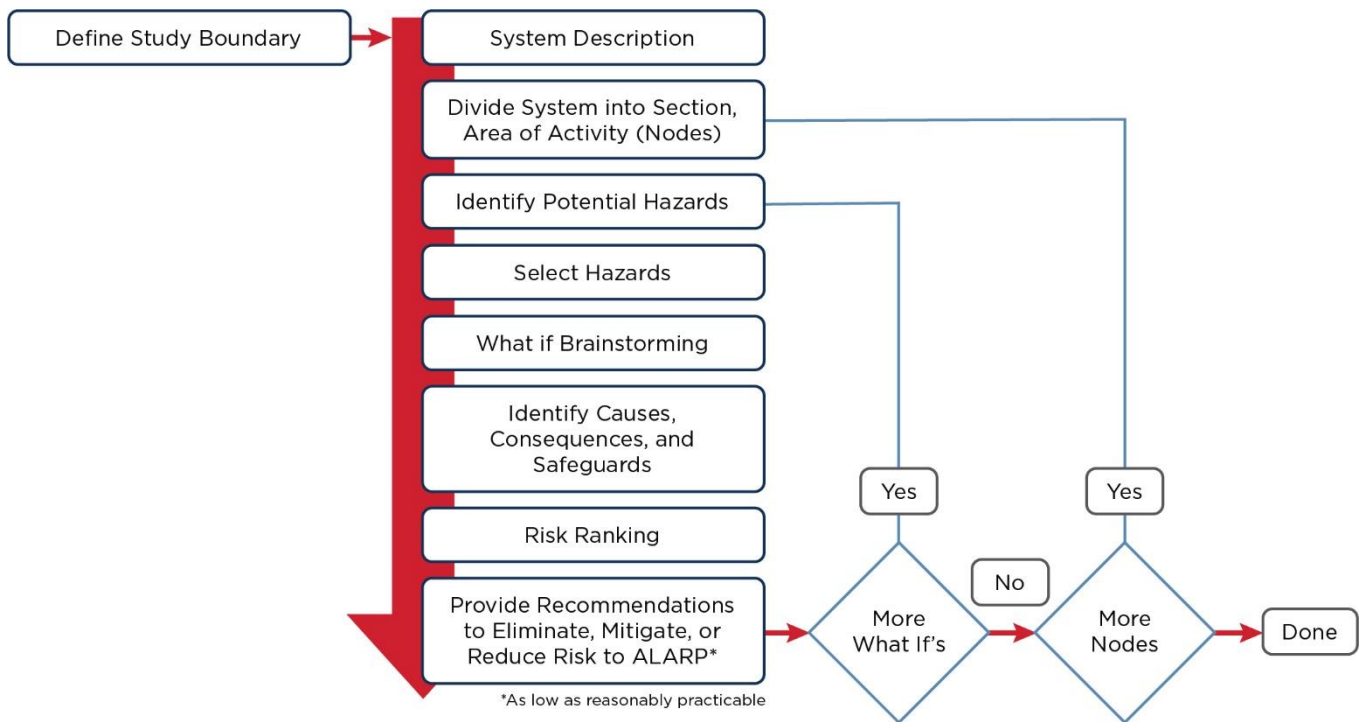 Define Study Boundary
System Description
Divide System into Section,
Area of Activity (Nodes)
Identify Potential Hazards
Select Hazards
What if Brainstorming
Identify Causes,
Consequences, and
Safeguards
Risk Ranking
Provide Recommendations
to Eliminate, Mitigate, or
Reduce Risk to ALARP*
*As low as reasonably practicable
Yes
More
What If's
No
Yes
More
Nodes
Done